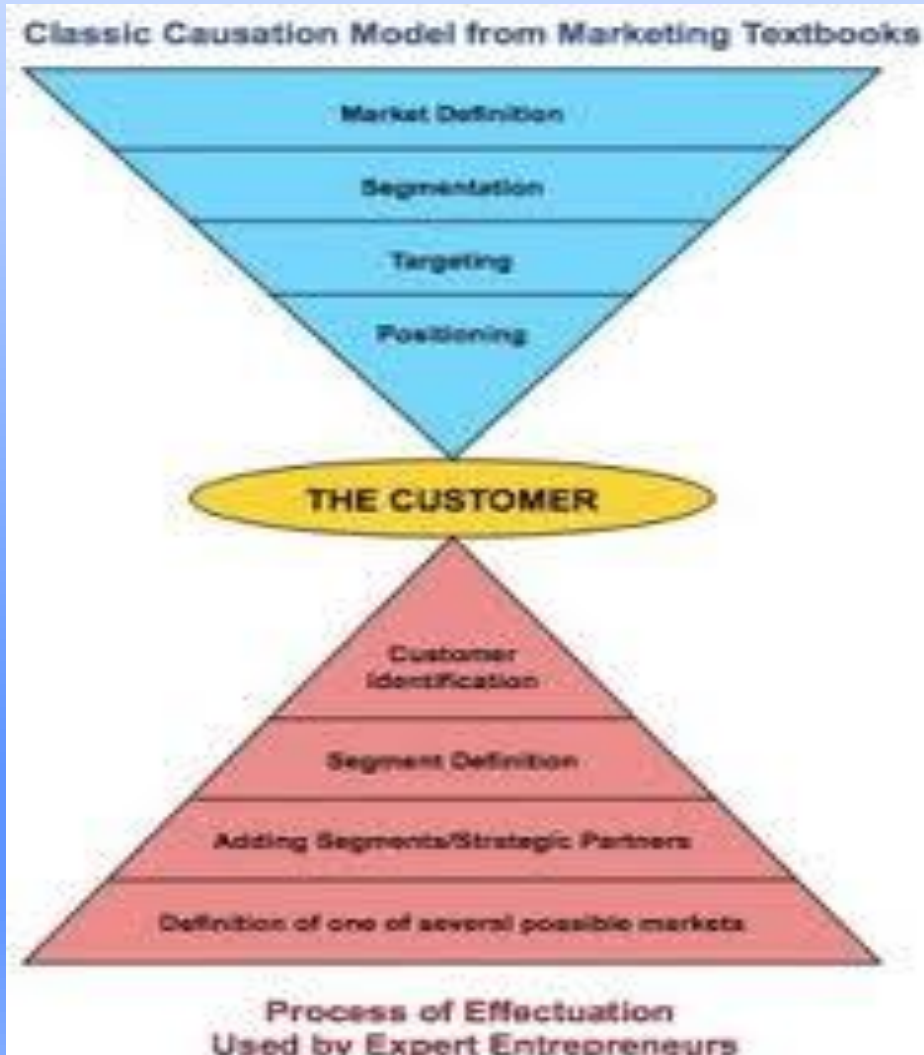 Classic Causation Model from Marketing Textbooks
Market Definition
Segmentation
Targeting
Positioning
THE CUSTOMER
Customer
Identification
Segment Definition
Adding Segments/Strategic Partners
Definition of one of several possible markets
Process of Effectuation
Used by Expert Entrepreneurs